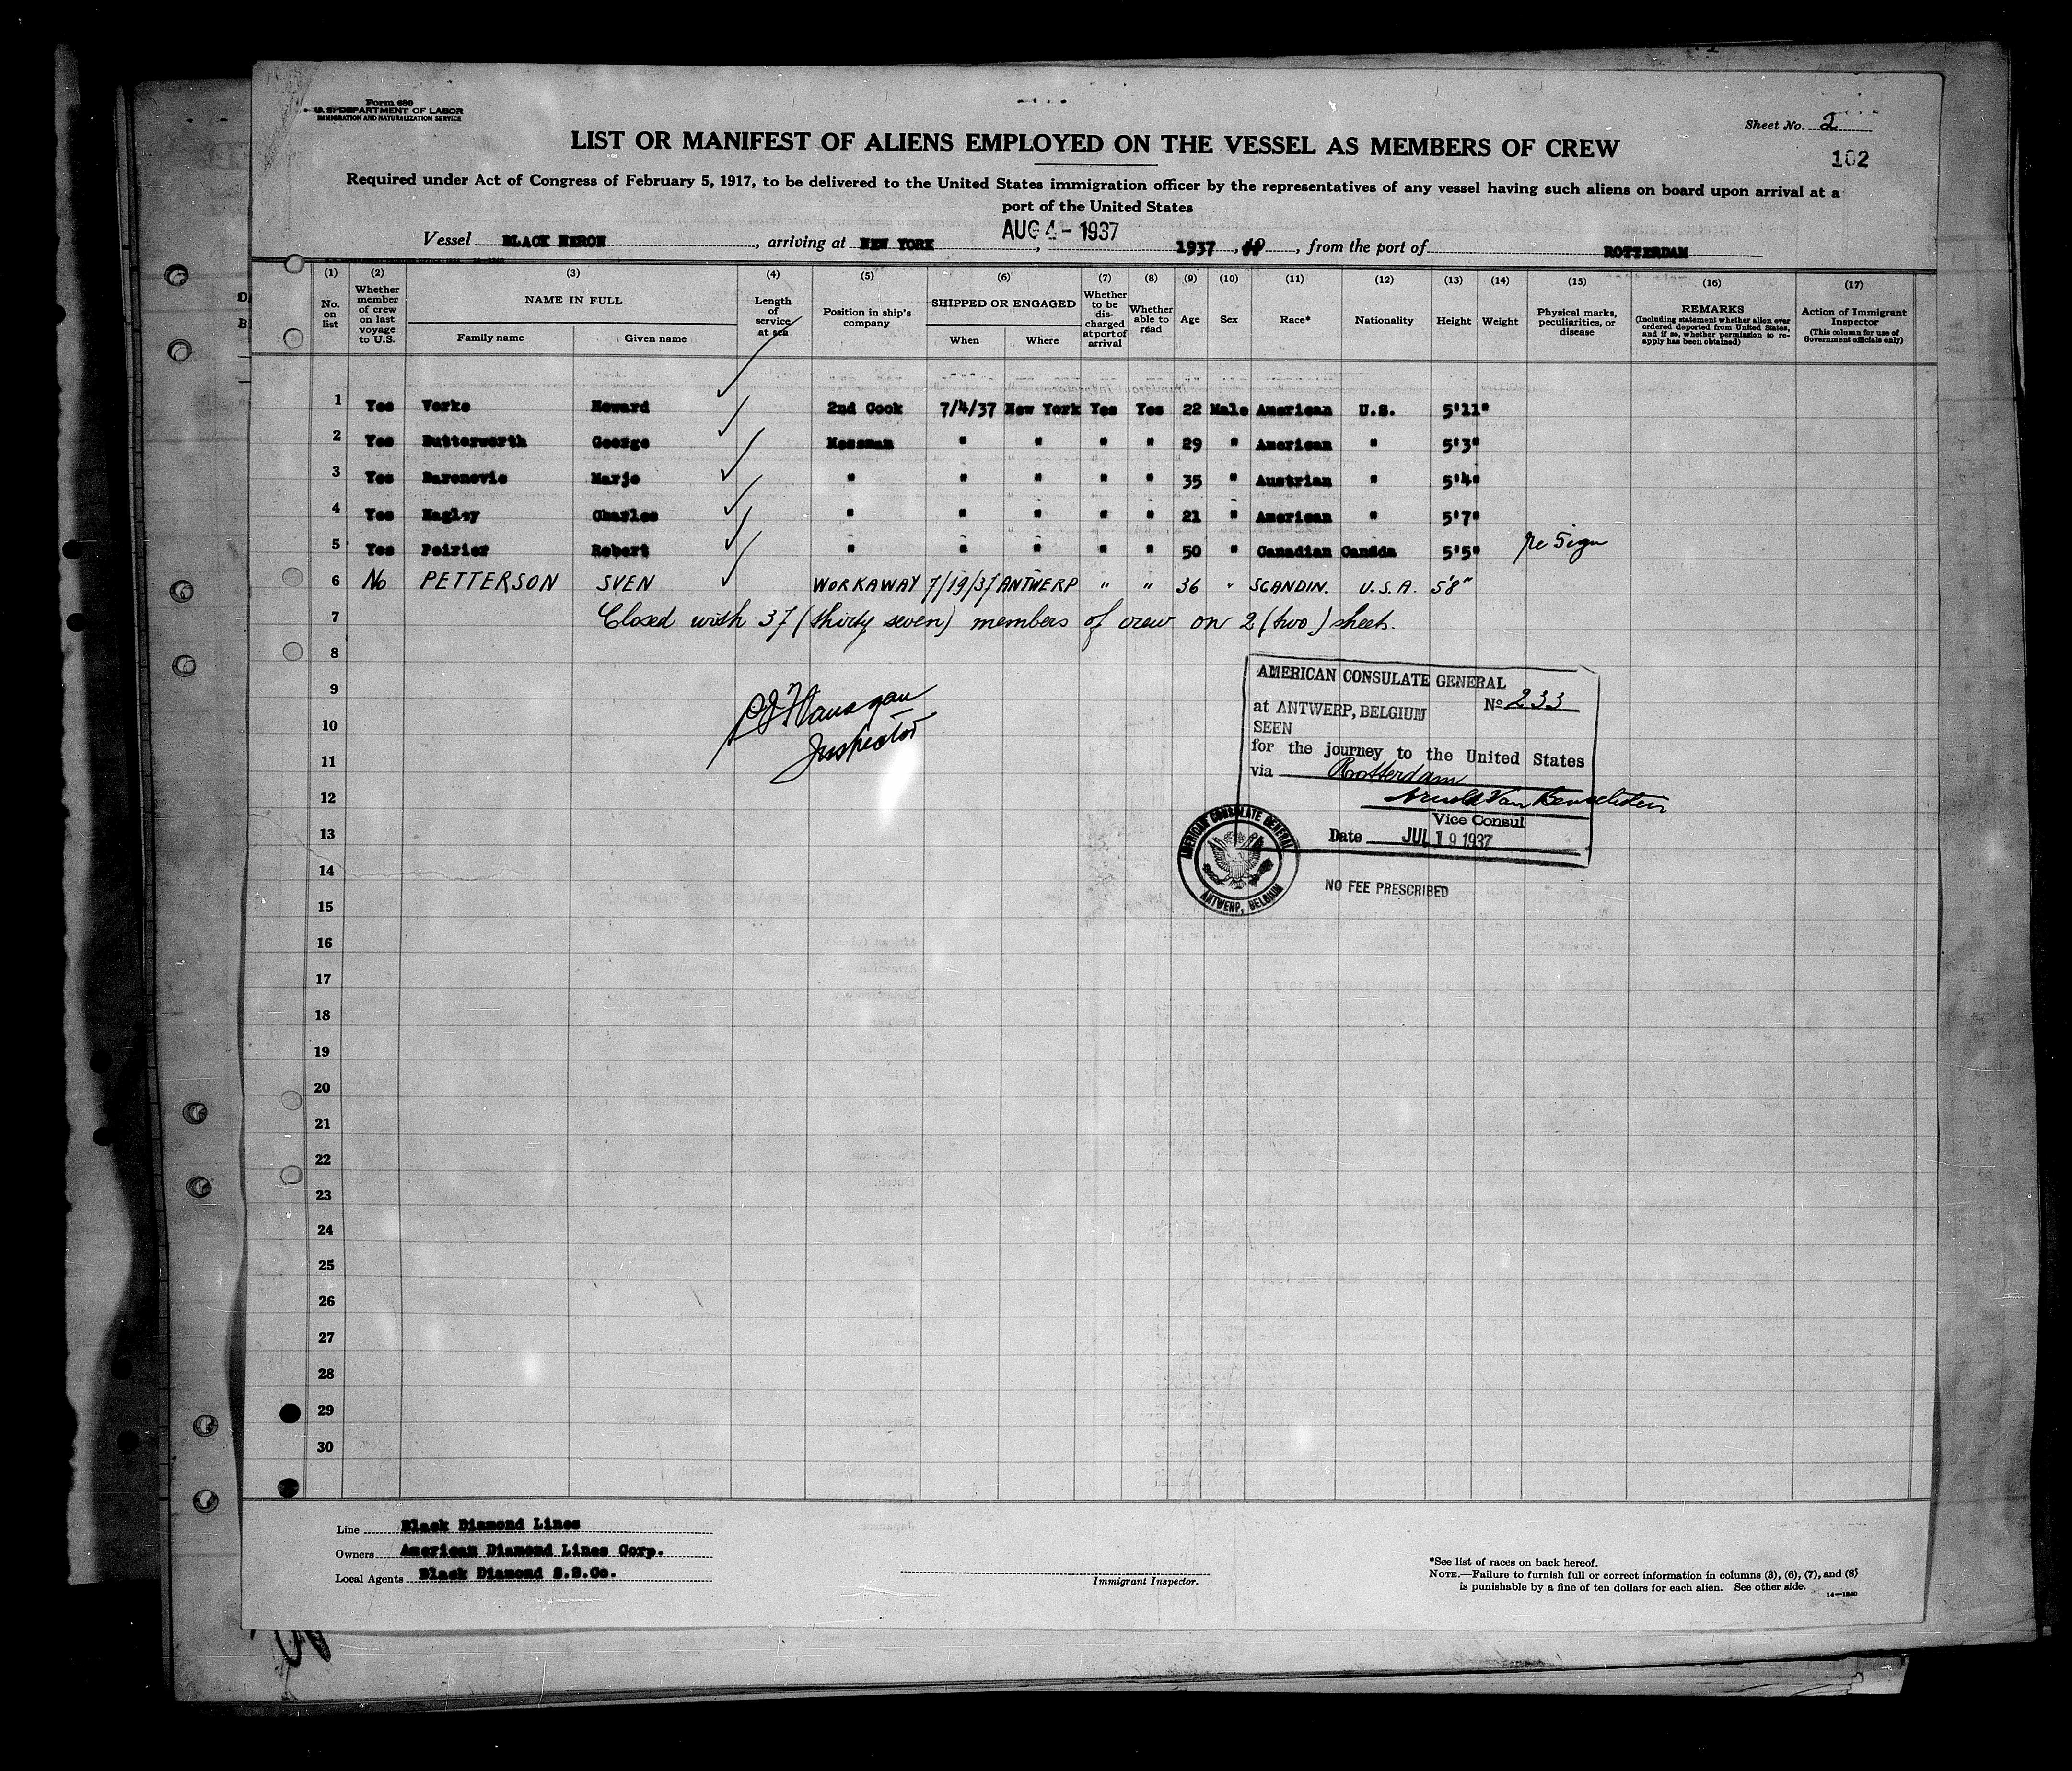 Form 680
U. S. DEPARTMENT OF LABOR
IMMIGRATION AND NATURALIZATION SERVICE
Sheet No. 2
102
LIST OR MANIFEST OF ALIENS EMPLOYED ON THE VESSEL AS MEMBERS OF CREW
Required under Act of Congress of February 5, 1917, to be delivered to the United States immigration officer by the representatives of any vessel having such aliens on board upon arrival at a
port of the United States
AUG 4 - 1937
Vessel BLACK HERON, arriving at NEW YORK, 1937, from the port of ROTTERDAM
(1) (2) (3) (4) (5) (6) (7) (8) (9) (10) (11) (12) (13) (14) (15) (16) (17)
No. on list
Whether member of crew on last voyage to U.S.
NAME IN FULL
Family name
Given name
Length of service at sea
Position in ship's company
SHIPPED OR ENGAGED
When
Where
Whether to be discharged at port of arrival
Whether able to read
Age
Sex
Race*
Nationality
Height
Weight
Physical marks, peculiarities, or disease
REMARKS
(Including statement whether alien ever ordered deported from United States, and if so, whether permission to reapply has been obtained)
Action of Immigrant Inspector
(This column for use of Government officials only)
1 Yes Howard 2nd Cook 7/4/37 New York Yes Yes 22 Male American U.S. 5'11"
2 Yes Butterworth George Messman " " " " 29 " American " 5'3"
3 Yes Baronovic " " " " " 35 " Austrian " 5'4"
4 Yes Charles " " " " " 21 " American " 5'7"
5 Yes Poirier Robert " " " " " 50 " Canadian Canada 5'5"
6 No PETTERSON SVEN WORKAWAY 7/19/37 ANTWERP " " 36 " SCANDIN. U.S.A. 5'8"
7 Closed with 37 (thirty seven) members of crew on 2 (two) sheets.
8
9
10
11
12
13
14
15
16
17
18
19
20
21
22
23
24
25
26
27
28
29
30
Flanagan
Inspector
AMERICAN CONSULATE GENERAL
No 233
at ANTWERP, BELGIUM
SEEN
for the journey to the United States
via Rotterdam
Arnold Van Benschoten
Vice Consul
Date JUL 19 1937
AMERICAN CONSULATE GENERAL
ANTWERP, BELGIUM
NO FEE PRESCRIBED
Line Black Diamond Lines
Owners American Diamond Lines Corp.
Local Agents Black Diamond S.S.Co.
Immigrant Inspector.
*See list of races on back hereof.
NOTE.—Failure to furnish full or correct information in columns (3), (6), (7), and (8)
is punishable by a fine of ten dollars for each alien. See other side.
14—1240